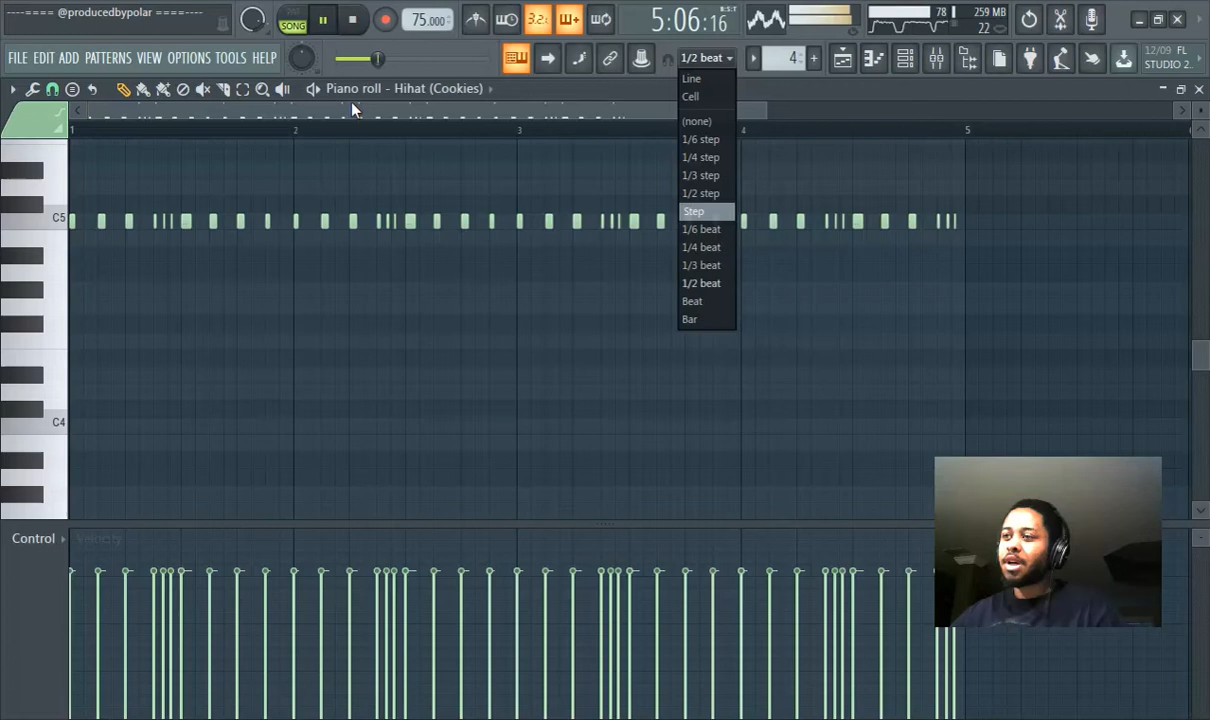 ----==== @producedbypolar ====----
SONG
75.000
3.2.
5:06:16
B:S:T
78
259 MB
22
FILE EDIT ADD PATTERNS VIEW OPTIONS TOOLS HELP
1/2 beat
4
12/09 FL
STUDIO 2...
Piano roll - Hihat (Cookies)
Line
Cell
(none)
1/6 step
1/4 step
1/3 step
1/2 step
Step
1/6 beat
1/4 beat
1/3 beat
1/2 beat
Beat
Bar
1
2
3
4
5
C5
C4
Control
Velocity